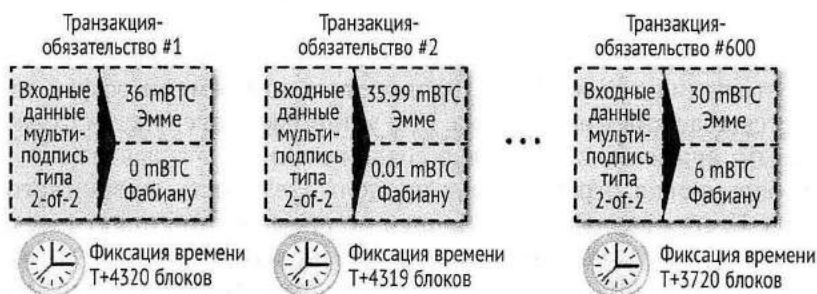 Транзакция-
обязательство #1
Входные
данные
мульти-
подпись
типа
2-of-2
36 mBTC
Эмме
0 mBTC
Фабиану
Фиксация времени
T+4320 блоков
Транзакция-
обязательство #2
Входные
данные
мульти-
подпись
типа
2-of-2
35.99 mBTC
Эмме
0.01 mBTC
Фабиану
Фиксация времени
T+4319 блоков
...
Транзакция-
обязательство #600
Входные
данные
мульти-
подпись
типа
2-of-2
30 mBTC
Эмме
6 mBTC
Фабиану
Фиксация времени
T+3720 блоков